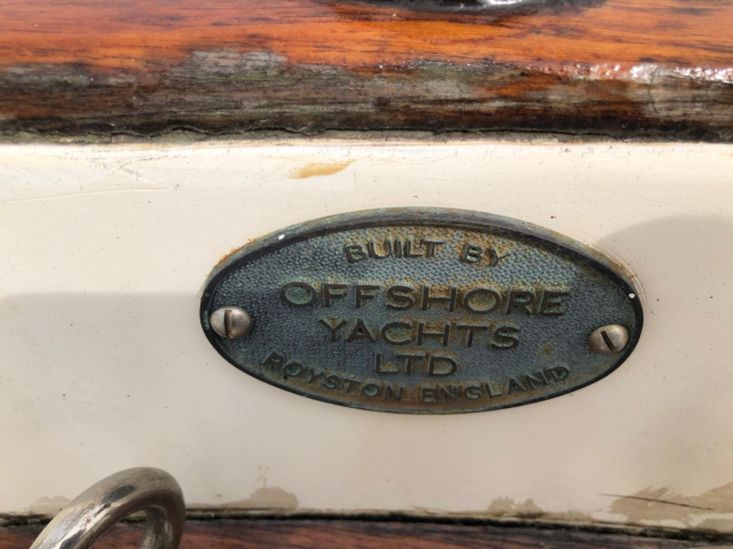 BUILT BY
OFFSHORE
YACHTS
LTD
ROYSTON ENGLAND